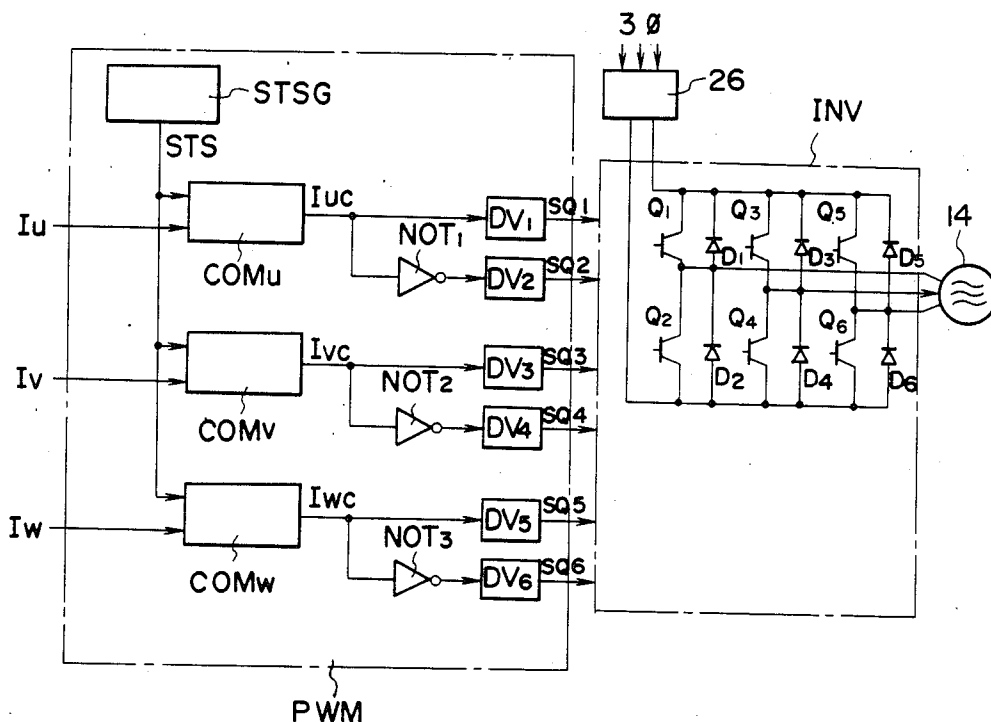 3 Ø
26
INV
STSG
STS
Iu
COMu
Iuc
NOT1
DV1
SQ1
DV2
SQ2
Iv
COMv
Ivc
NOT2
DV3
SQ3
DV4
SQ4
Iw
COMw
Iwc
NOT3
DV5
SQ5
DV6
SQ6
PWM
Q1
Q3
Q5
D1
D3
D5
Q2
Q4
Q6
D2
D4
D6
14